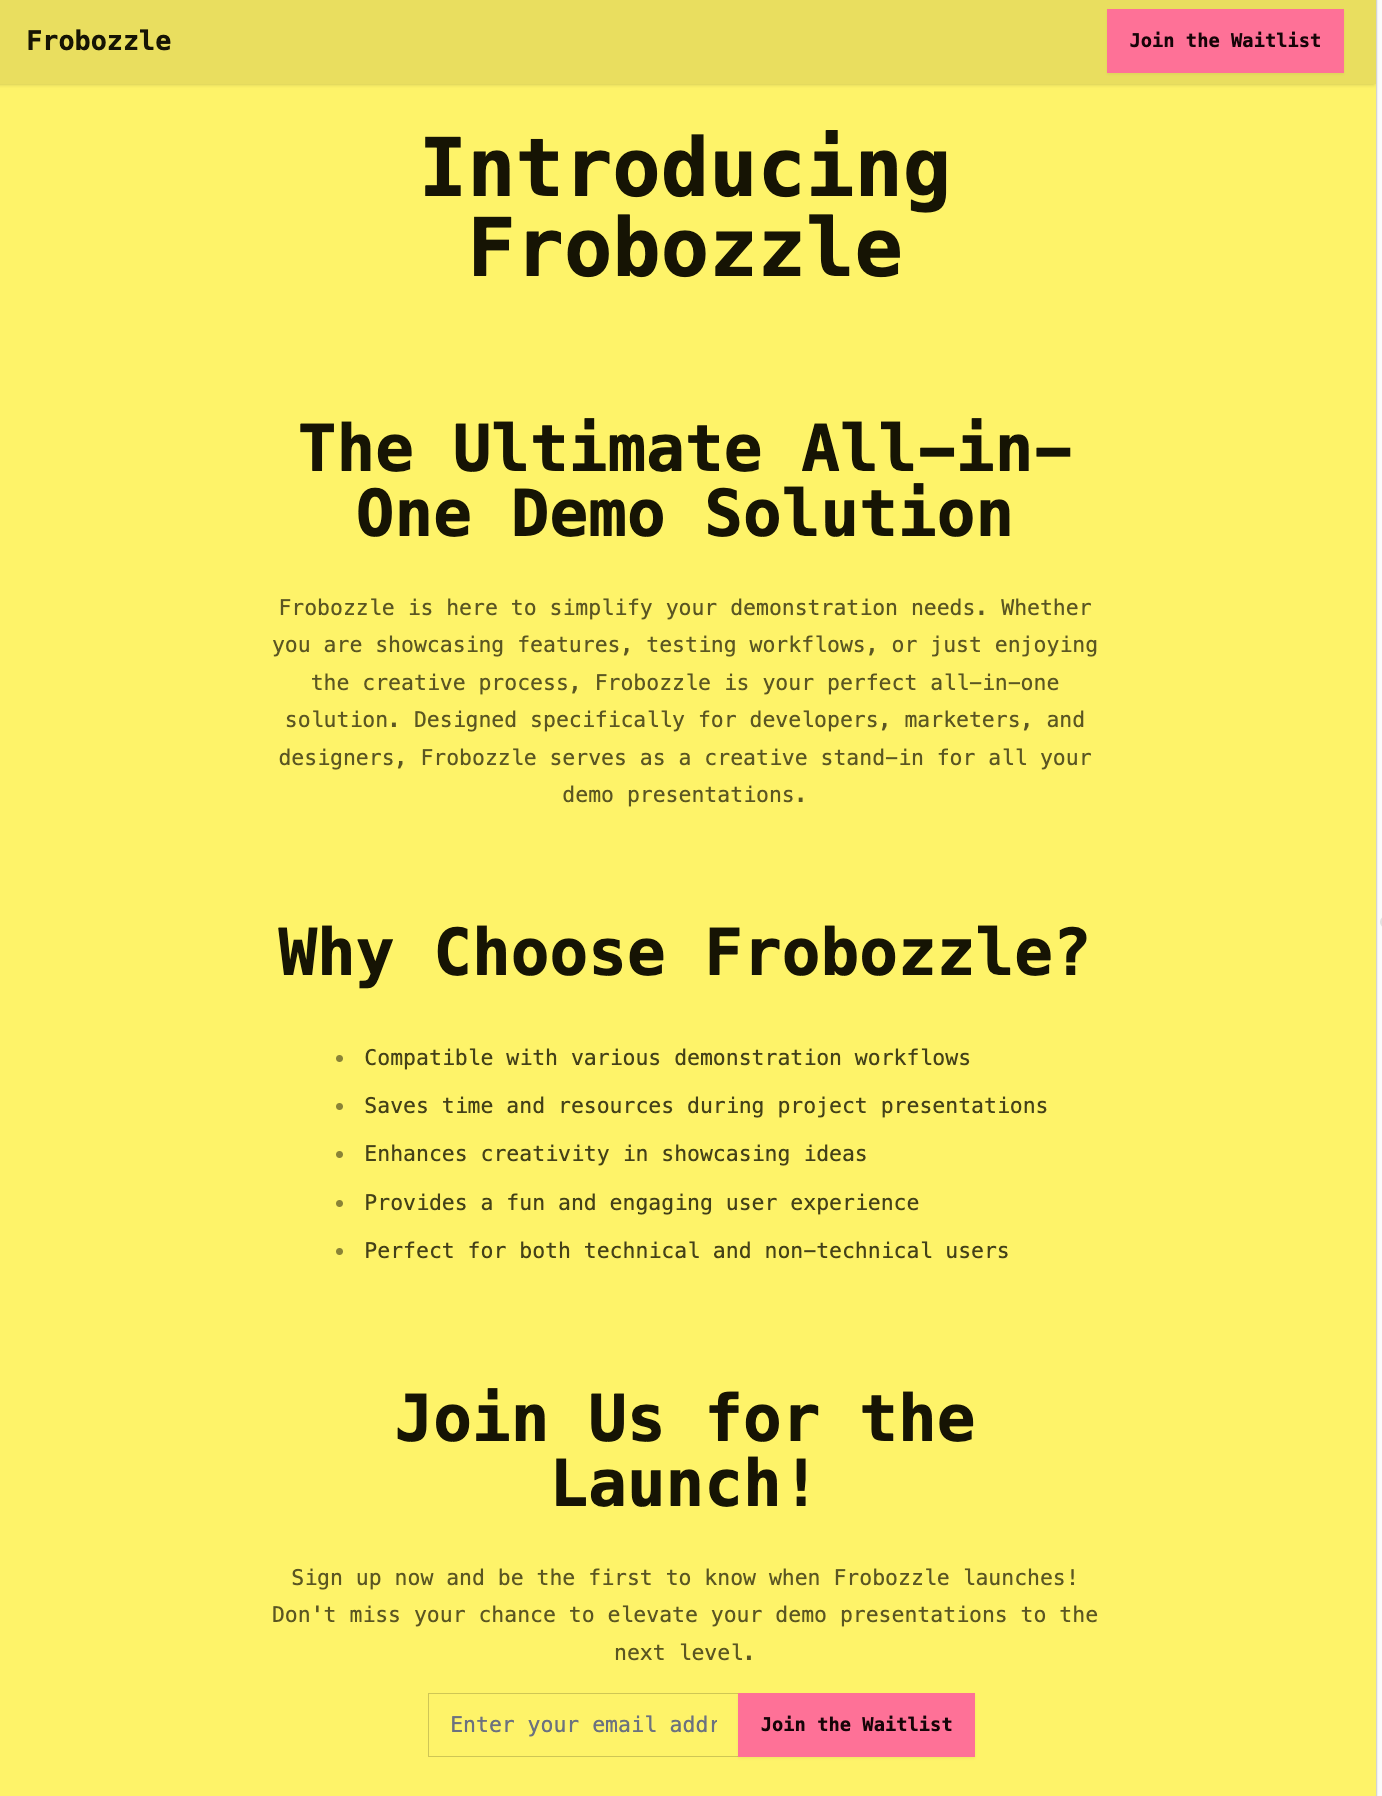 Frobozzle
Join the Waitlist
Introducing
Frobozzle
The Ultimate All-in-
One Demo Solution
Frobozzle is here to simplify your demonstration needs. Whether
you are showcasing features, testing workflows, or just enjoying
the creative process, Frobozzle is your perfect all-in-one
solution. Designed specifically for developers, marketers, and
designers, Frobozzle serves as a creative stand-in for all your
demo presentations.
Why Choose Frobozzle?
• Compatible with various demonstration workflows
• Saves time and resources during project presentations
• Enhances creativity in showcasing ideas
• Provides a fun and engaging user experience
• Perfect for both technical and non-technical users
Join Us for the
Launch!
Sign up now and be the first to know when Frobozzle launches!
Don't miss your chance to elevate your demo presentations to the
next level.
Enter your email addr
Join the Waitlist